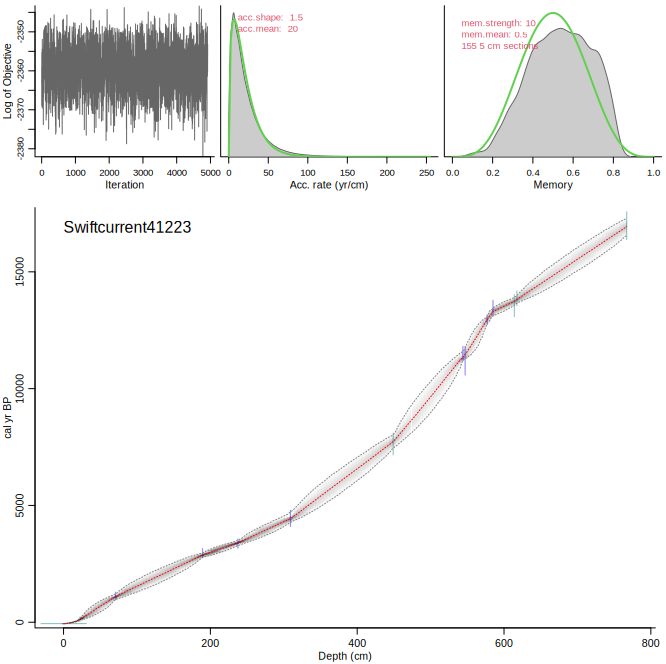 Log of Objective
-2350
-2360
-2370
-2380
0 1000 2000 3000 4000 5000
Iteration
acc.shape: 1.5
acc.mean: 20
0 50 100 150 200 250
Acc. rate (yr/cm)
mem.strength: 10
mem.mean: 0.5
155 5 cm sections
0.0 0.2 0.4 0.6 0.8 1.0
Memory
Swiftcurrent41223
cal yr BP
15000
10000
5000
0
0 200 400 600 800
Depth (cm)